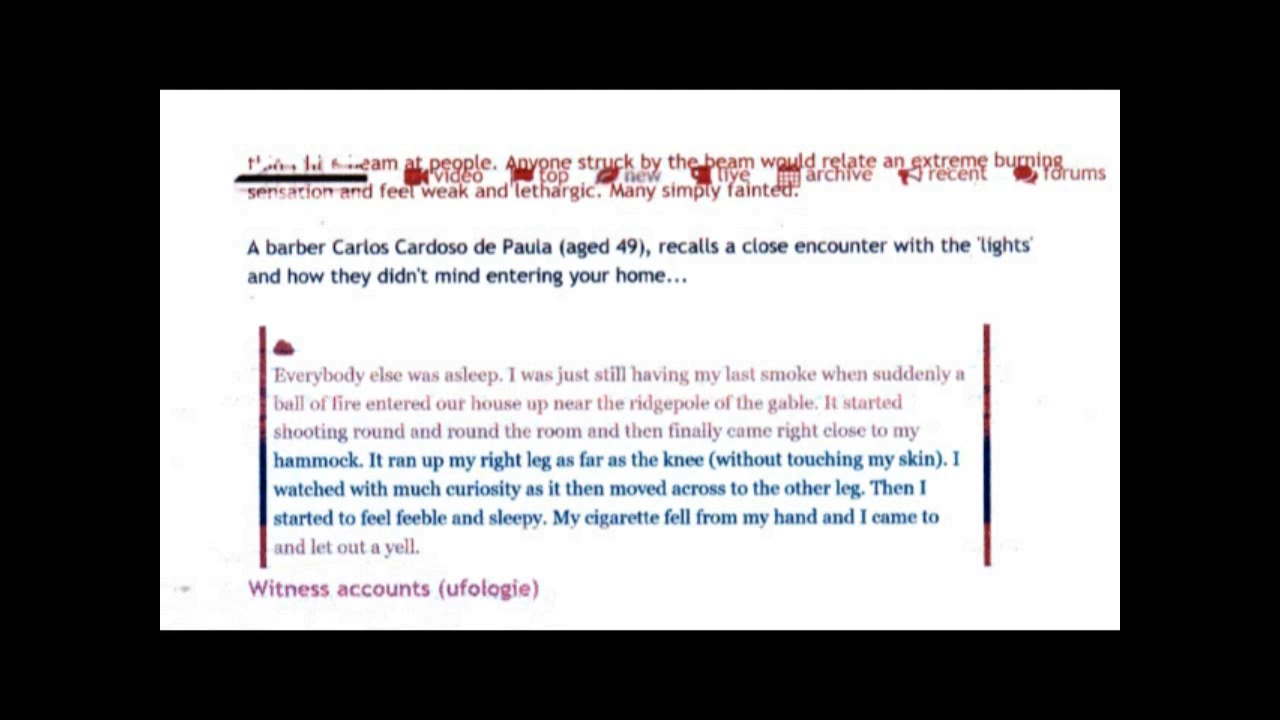 beam at people. Anyone struck by the beam would relate an extreme burning
video top new live archive recent forums
sensation and feel weak and lethargic. Many simply fainted.
A barber Carlos Cardoso de Paula (aged 49), recalls a close encounter with the 'lights'
and how they didn't mind entering your home...
Everybody else was asleep. I was just still having my last smoke when suddenly a
ball of fire entered our house up near the ridgepole of the gable. It started
shooting round and round the room and then finally came right close to my
hammock. It ran up my right leg as far as the knee (without touching my skin). I
watched with much curiosity as it then moved across to the other leg. Then I
started to feel feeble and sleepy. My cigarette fell from my hand and I came to
and let out a yell.
Witness accounts (ufologie)